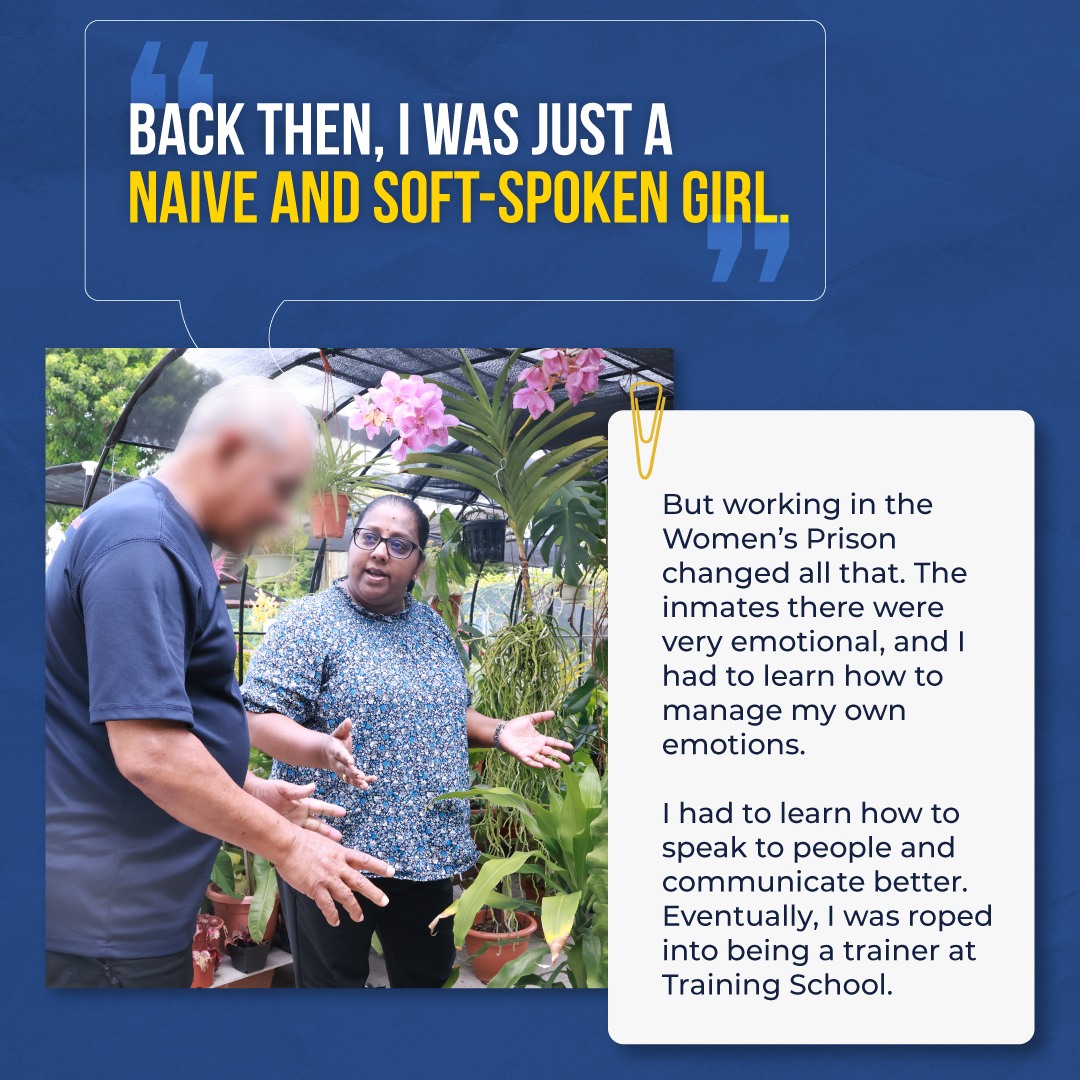 “
BACK THEN, I WAS JUST A
NAIVE AND SOFT-SPOKEN GIRL.
”
But working in the
Women’s Prison
changed all that. The
inmates there were
very emotional, and I
had to learn how to
manage my own
emotions.
I had to learn how to
speak to people and
communicate better.
Eventually, I was roped
into being a trainer at
Training School.